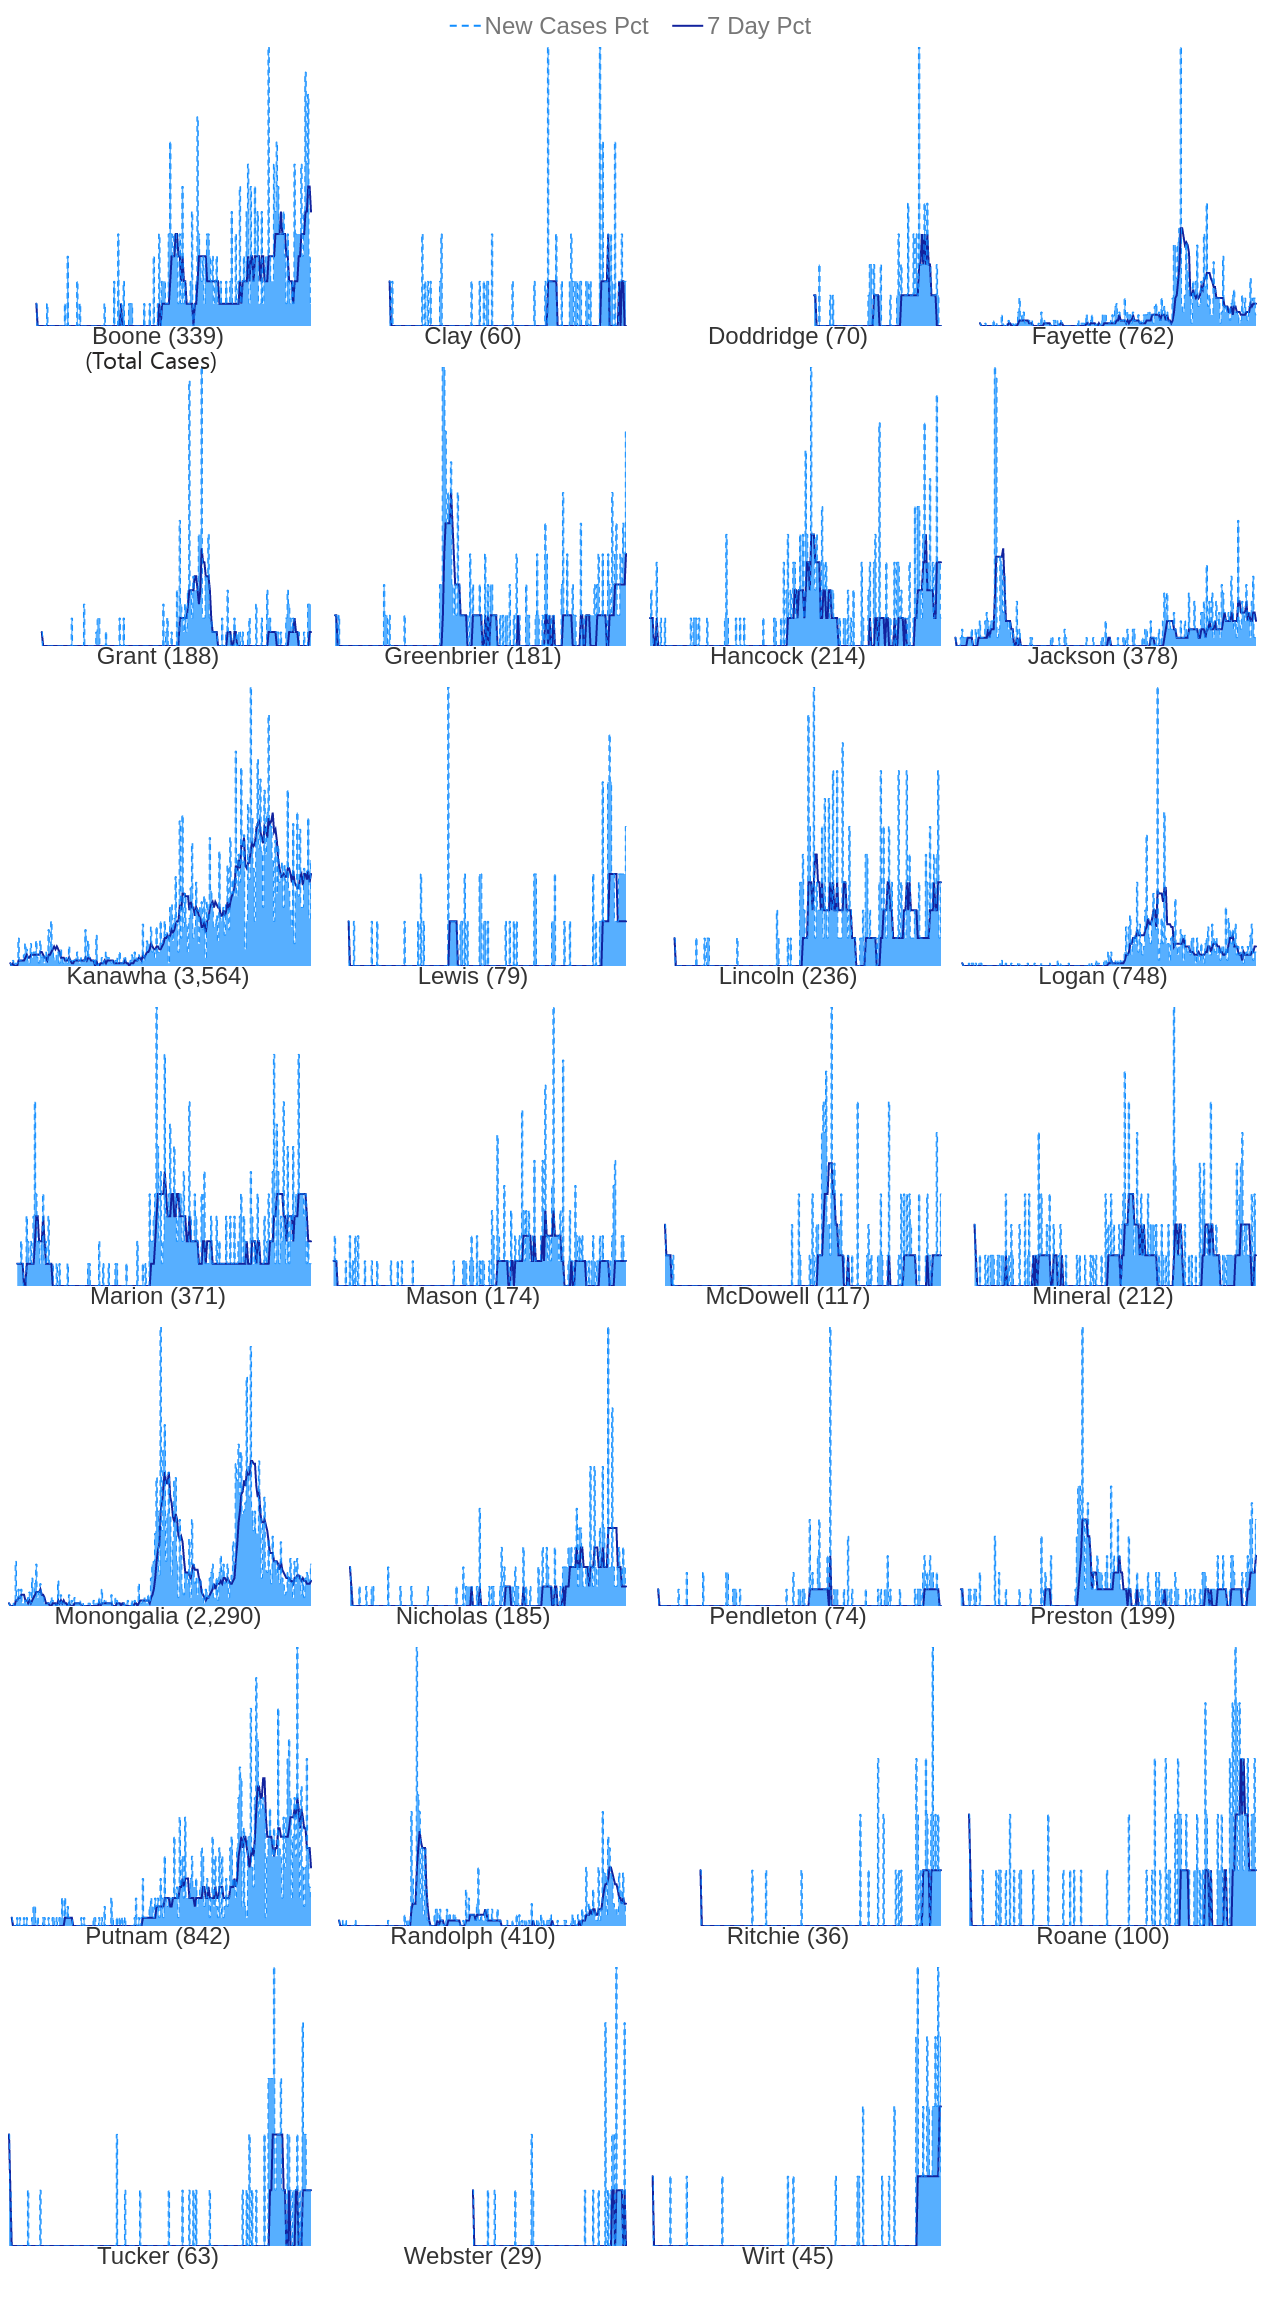 New Cases Pct 7 Day Pct
Boone (339) Clay (60) Doddridge (70) Fayette (762)
(Total Cases)
Grant (188) Greenbrier (181) Hancock (214) Jackson (378)
Kanawha (3,564) Lewis (79) Lincoln (236) Logan (748)
Marion (371) Mason (174) McDowell (117) Mineral (212)
Monongalia (2,290) Nicholas (185) Pendleton (74) Preston (199)
Putnam (842) Randolph (410) Ritchie (36) Roane (100)
Tucker (63) Webster (29) Wirt (45)